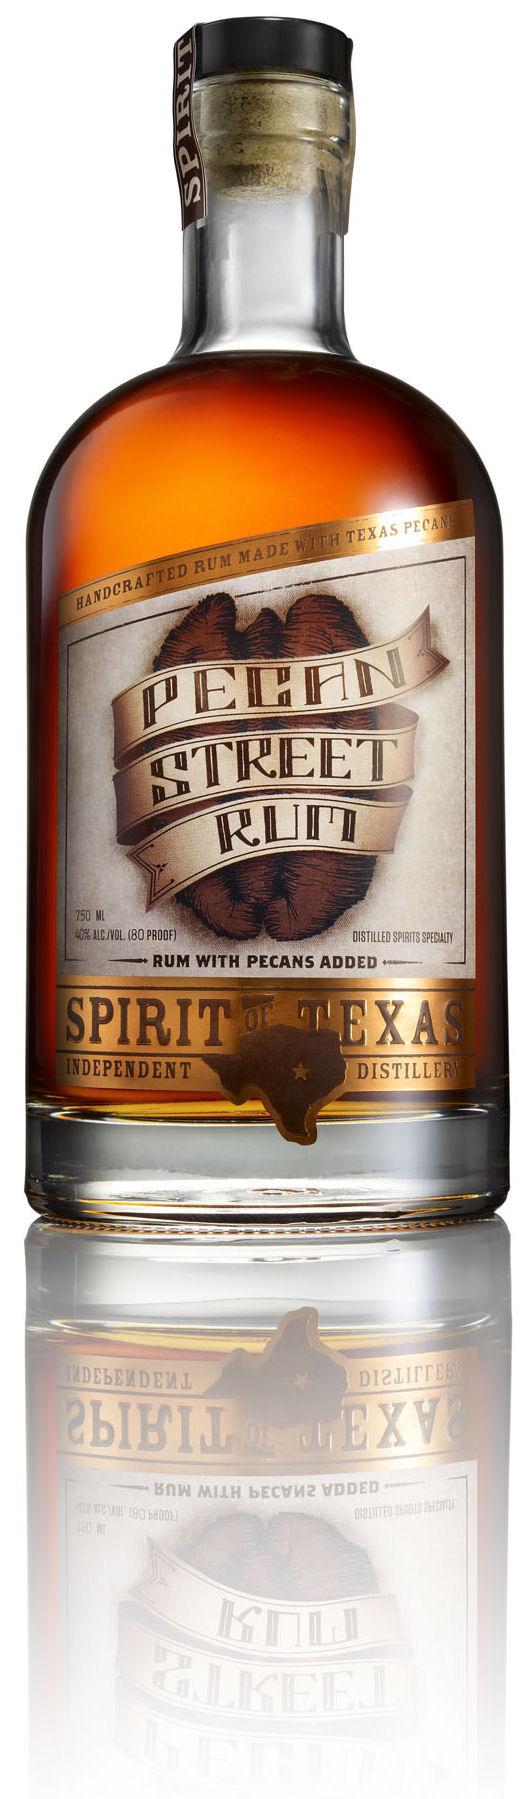 SPIRIT
HANDCRAFTED RUM MADE WITH TEXAS PECANS
PECAN
STREET
RUM
750 ML
40% ALC./VOL. (80 PROOF)
DISTILLED SPIRITS SPECIALTY
RUM WITH PECANS ADDED
SPIRIT OF TEXAS
INDEPENDENT DISTILLERY